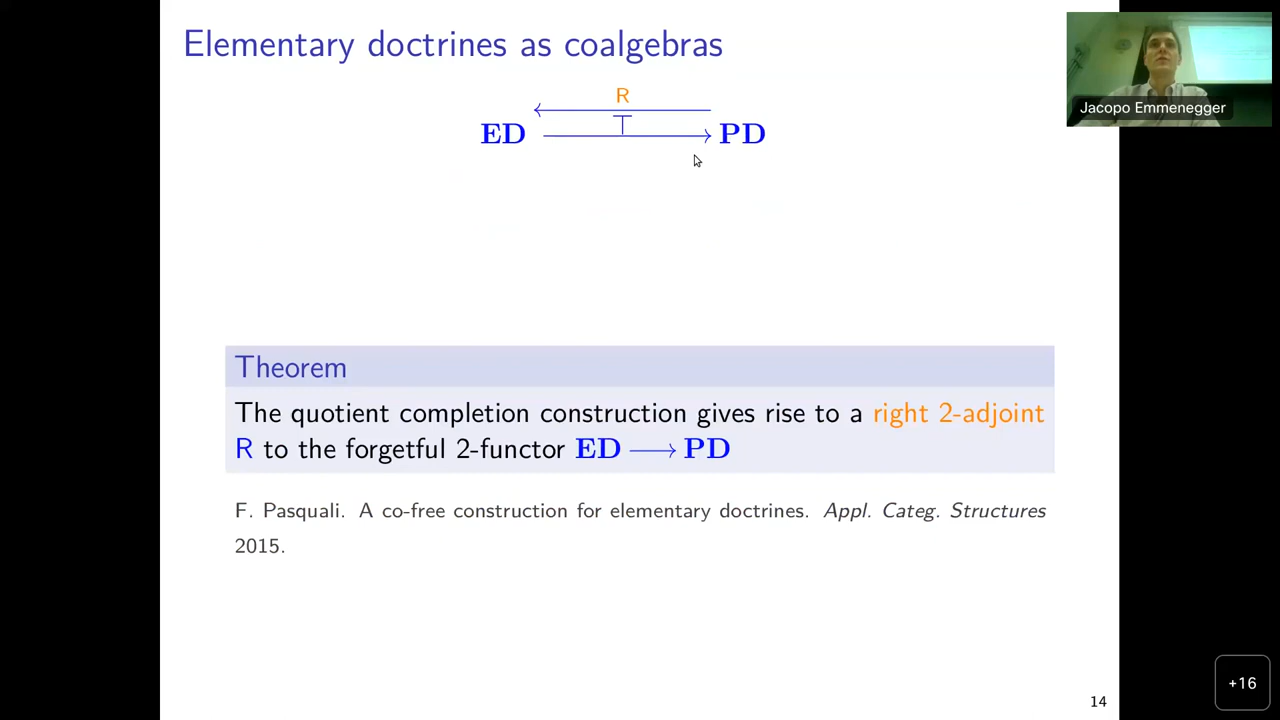 Elementary doctrines as coalgebras
R
ED ⊤ PD
Jacopo Emmenegger
Theorem
The quotient completion construction gives rise to a right 2-adjoint
R to the forgetful 2-functor ED ⟶ PD
F. Pasquali. A co-free construction for elementary doctrines. Appl. Categ. Structures
2015.
14
+16